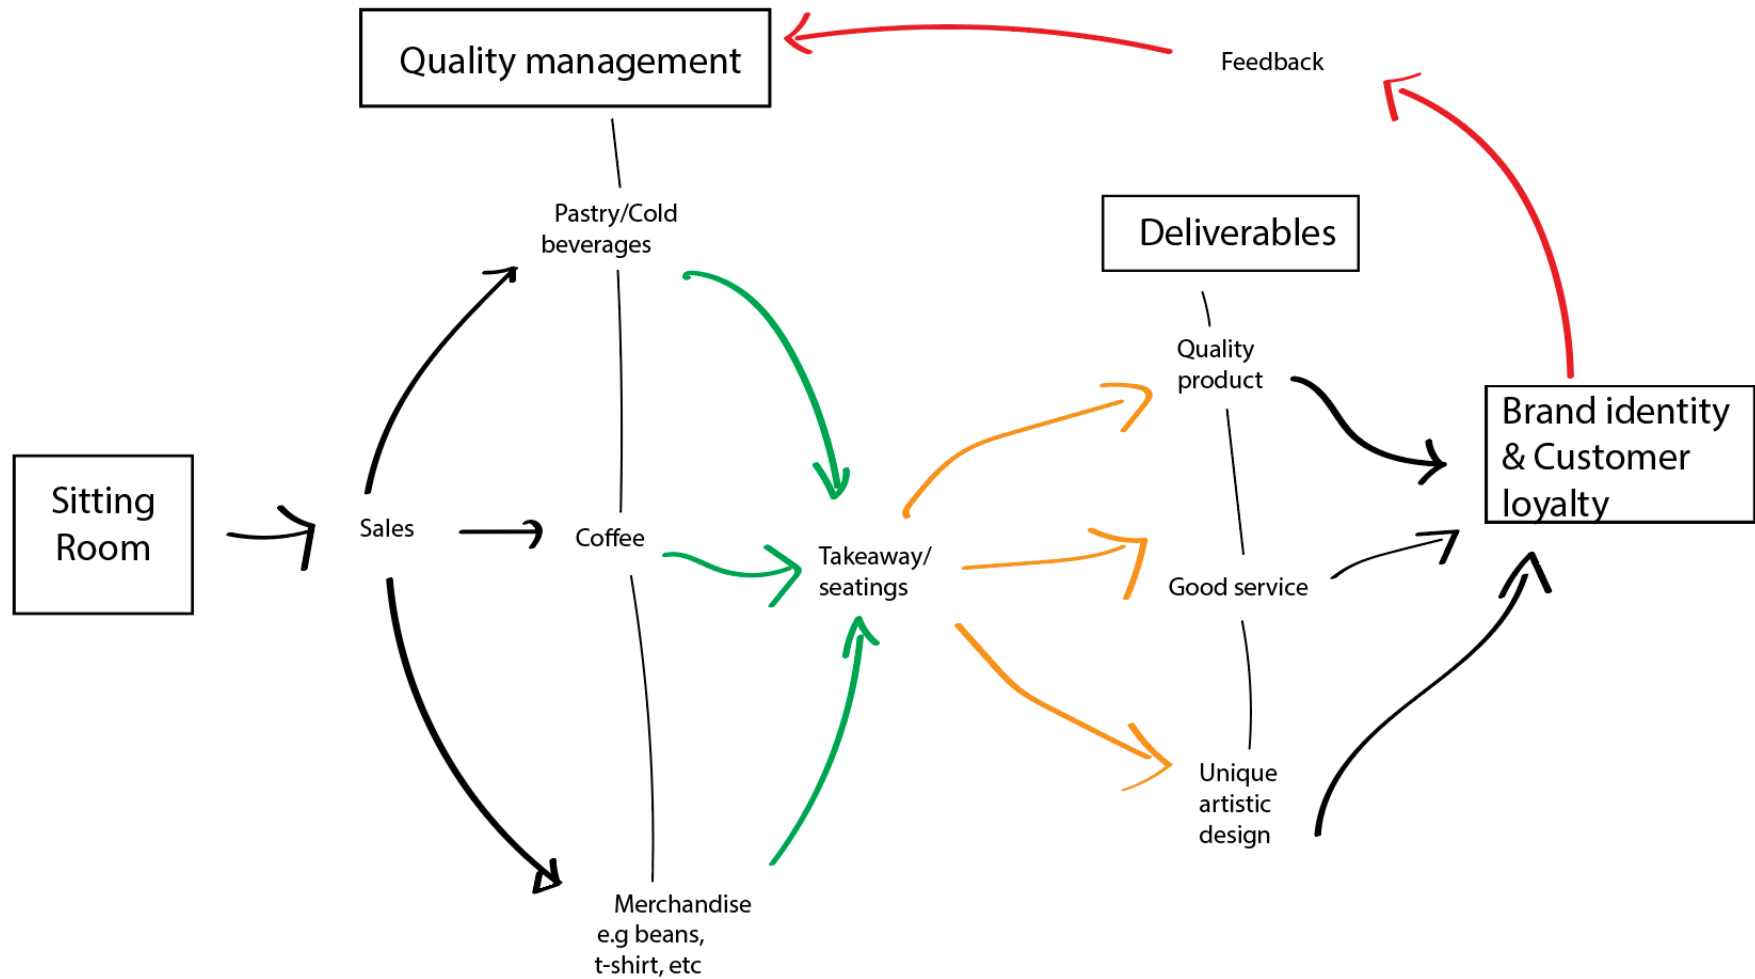 Quality management
Feedback
Pastry/Cold
beverages
Deliverables
Quality
product
Brand identity
& Customer
loyalty
Sitting
Room
Sales
Coffee
Takeaway/
seatings
Good service
Unique
artistic
design
Merchandise
e.g beans,
t-shirt, etc